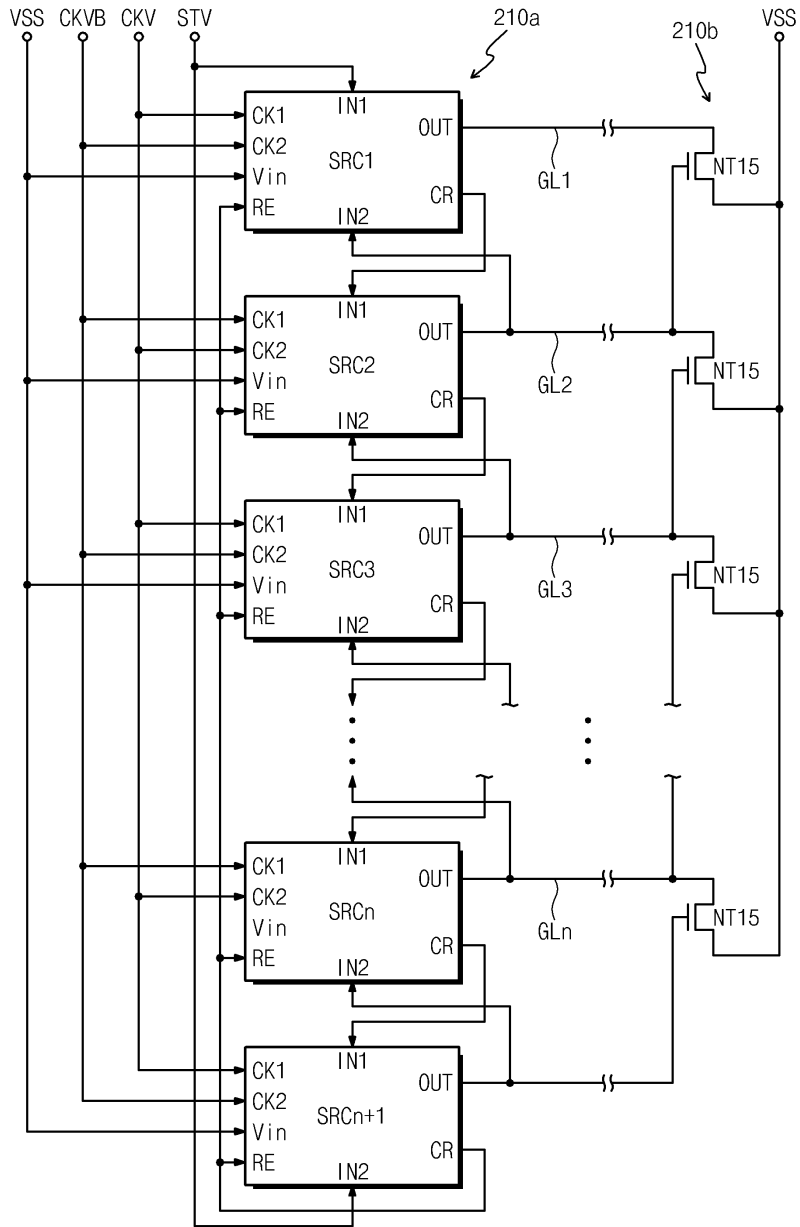 VSS CKVB CKV STV 210a 210b VSS
IN1
CK1 OUT
CK2 SRC1
Vin CR
RE IN2
GL1 NT15
IN1
CK1 OUT
CK2 SRC2
Vin CR
RE IN2
GL2 NT15
IN1
CK1 OUT
CK2 SRC3
Vin CR
RE IN2
GL3 NT15
IN1
CK1 OUT
CK2 SRCn
Vin CR
RE IN2
GLn NT15
IN1
CK1 OUT
CK2 SRCn+1
Vin CR
RE IN2